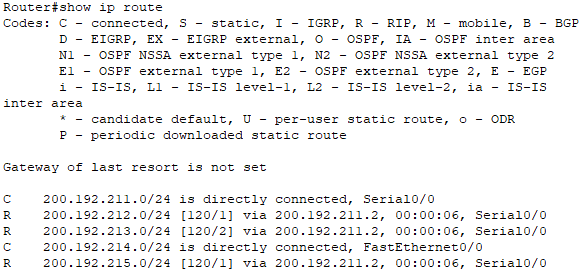 Router#show ip route
Codes: C - connected, S - static, I - IGRP, R - RIP, M - mobile, B - BGP
D - EIGRP, EX - EIGRP external, O - OSPF, IA - OSPF inter area
N1 - OSPF NSSA external type 1, N2 - OSPF NSSA external type 2
E1 - OSPF external type 1, E2 - OSPF external type 2, E - EGP
i - IS-IS, L1 - IS-IS level-1, L2 - IS-IS level-2, ia - IS-IS
inter area
* - candidate default, U - per-user static route, o - ODR
P - periodic downloaded static route
Gateway of last resort is not set
C 200.192.211.0/24 is directly connected, Serial0/0
R 200.192.212.0/24 [120/1] via 200.192.211.2, 00:00:06, Serial0/0
R 200.192.213.0/24 [120/2] via 200.192.211.2, 00:00:06, Serial0/0
C 200.192.214.0/24 is directly connected, FastEthernet0/0
R 200.192.215.0/24 [120/1] via 200.192.211.2, 00:00:06, Serial0/0